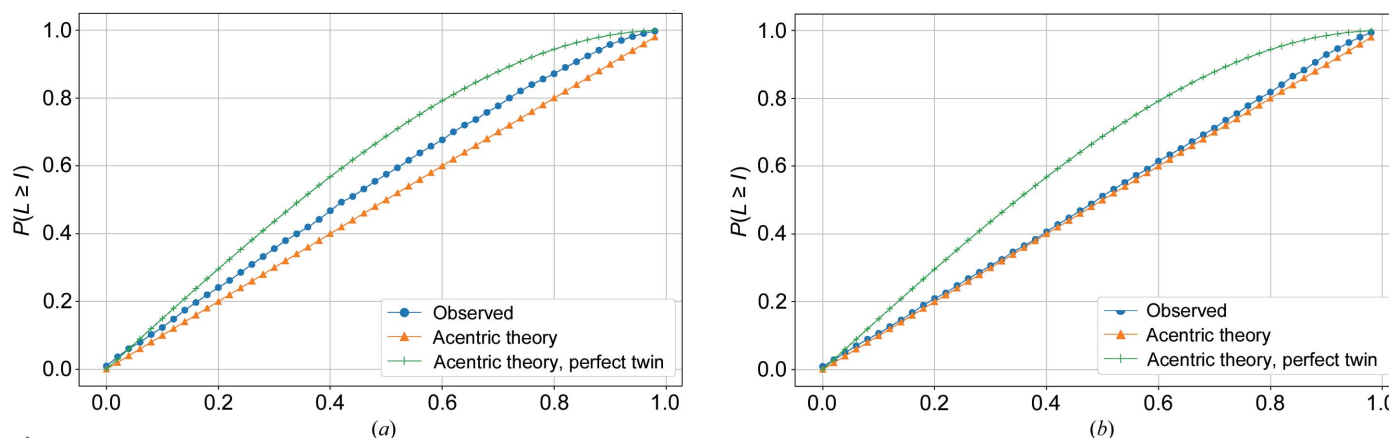 1.0
0.8
0.6
0.4
0.2
0.0
P(L ≥ I)
Observed
Acentric theory
Acentric theory, perfect twin
0.0 0.2 0.4 0.6 0.8 1.0
(a)
1.0
0.8
0.6
0.4
0.2
0.0
P(L ≥ I)
Observed
Acentric theory
Acentric theory, perfect twin
0.0 0.2 0.4 0.6 0.8
(b)